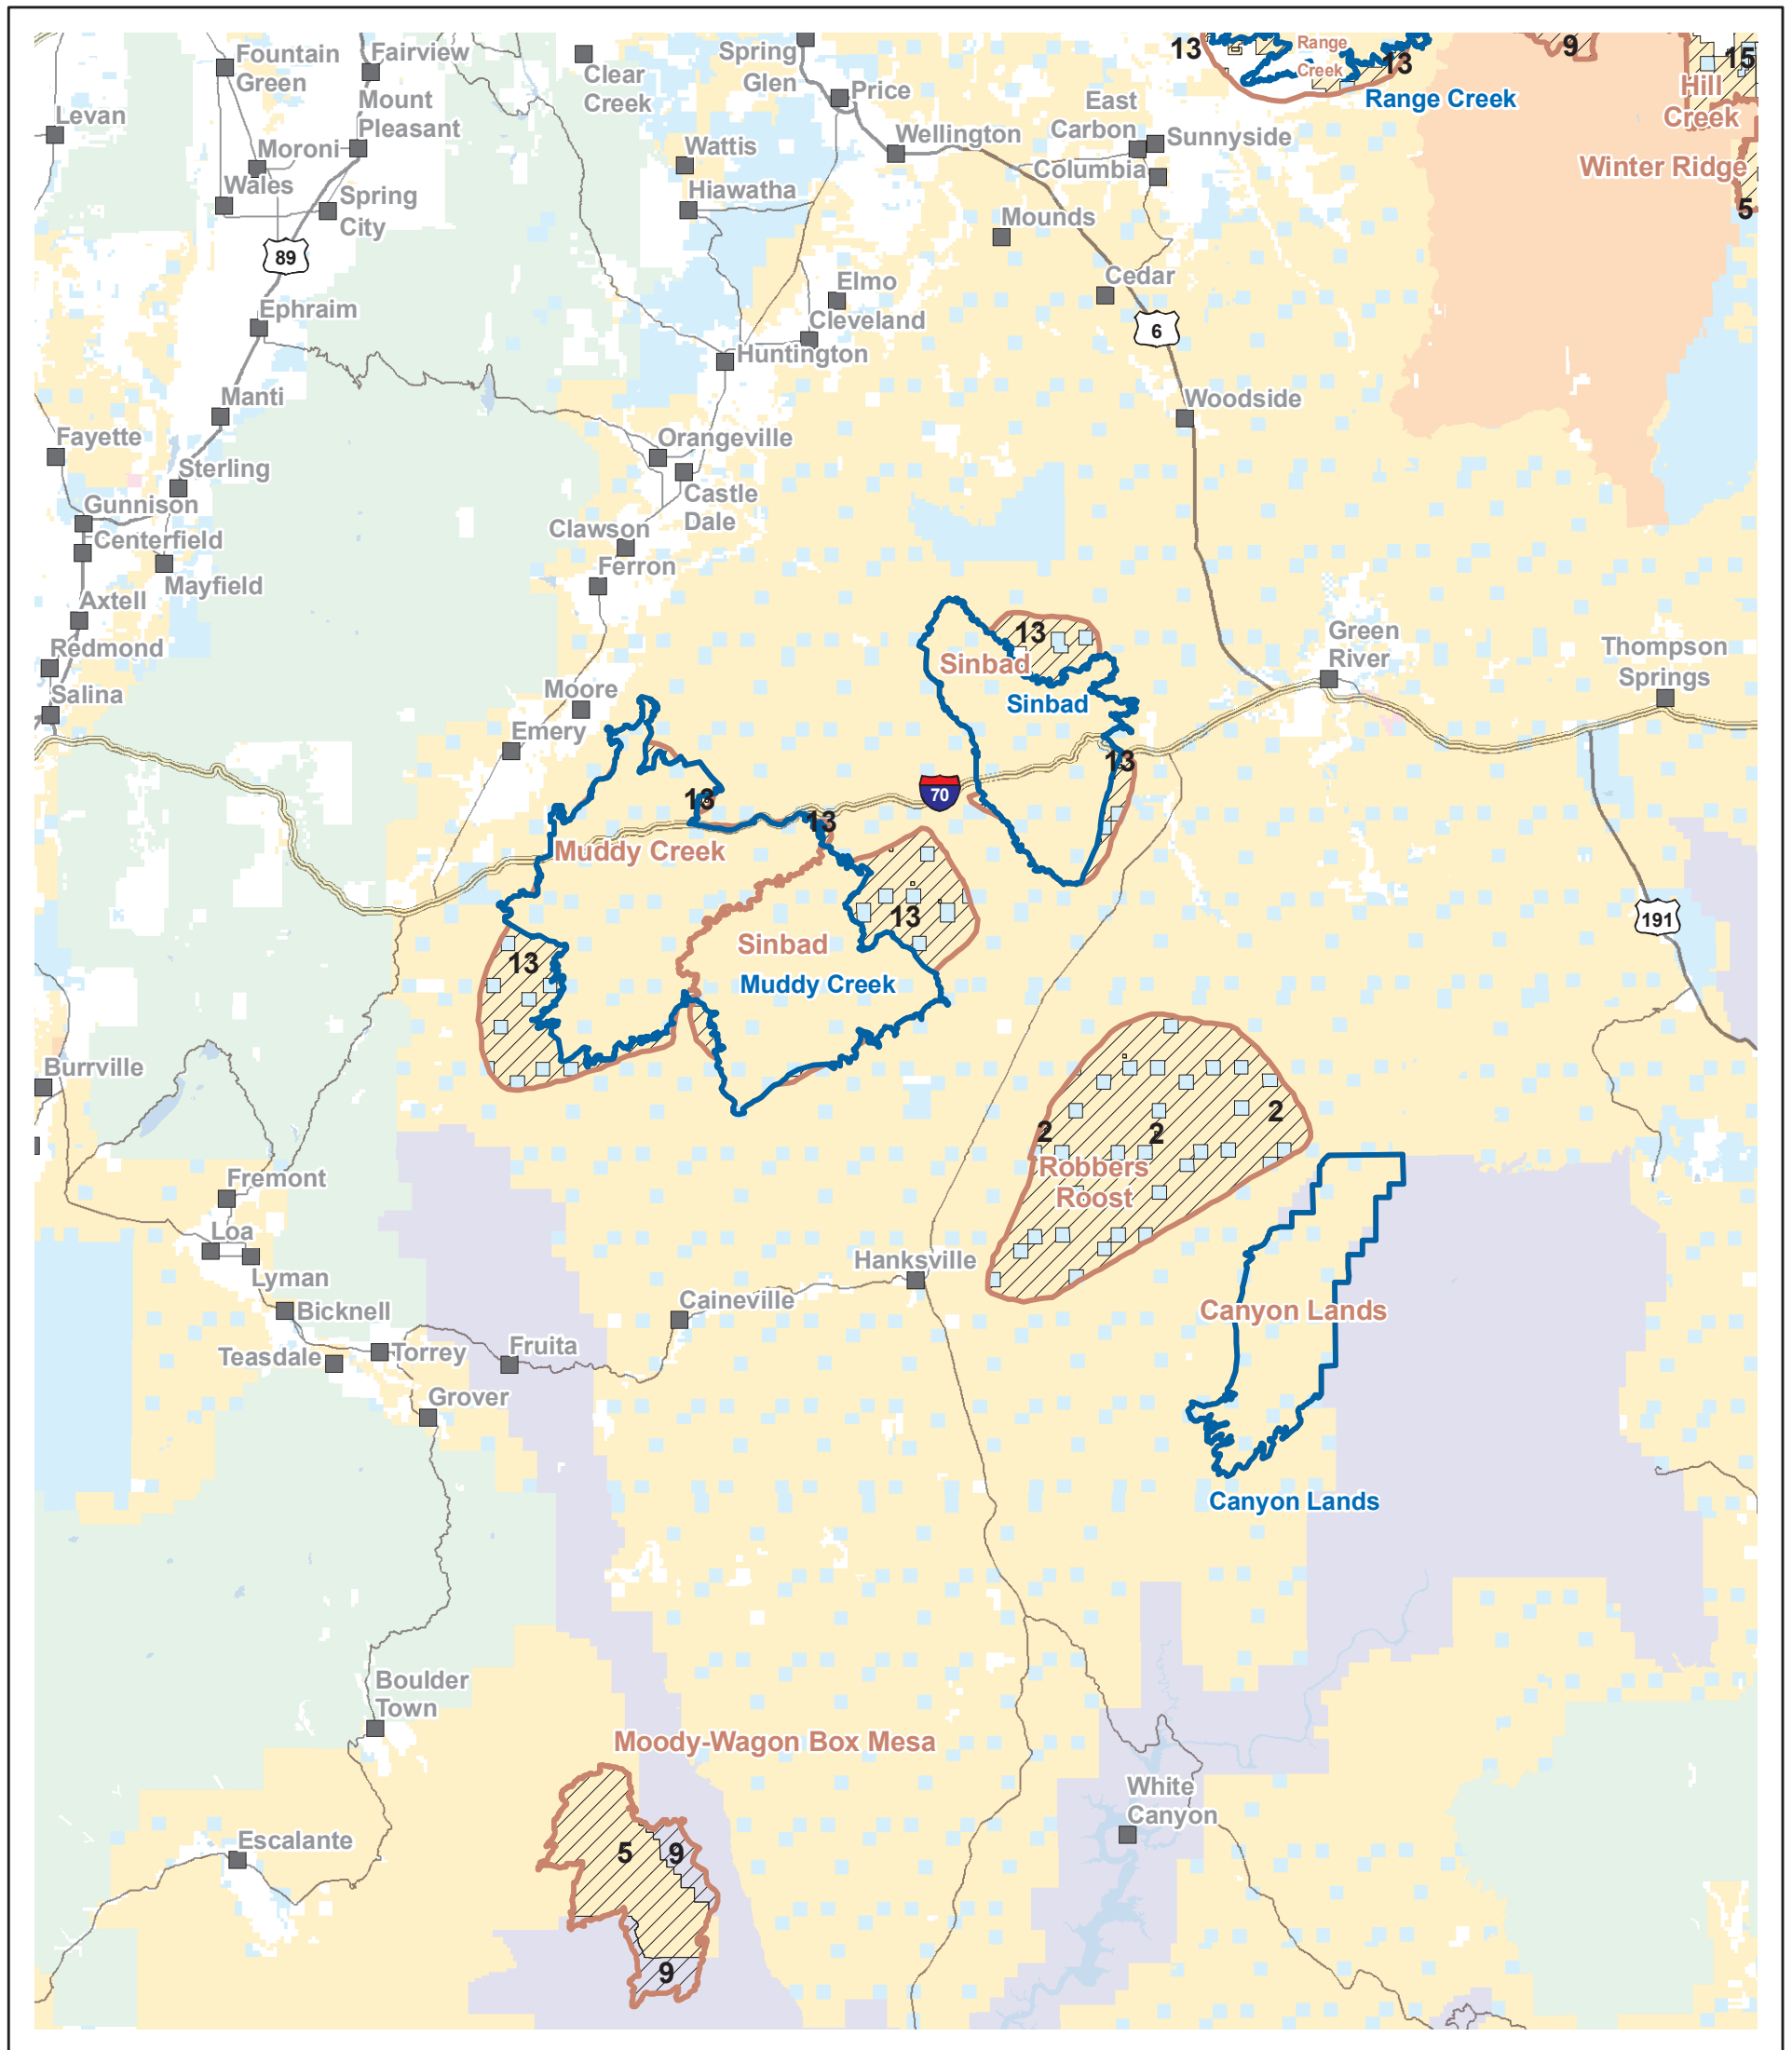 Fountain
Green
Fairview
Clear
Creek
Spring
Glen
13
Range
Creek
13
9
15
Levan
Mount
Pleasant
Price
East
Carbon
Range Creek
Hill
Creek
Moroni
Wattis
Wellington
Sunnyside
Wales
Spring
City
Hiawatha
Columbia
Winter Ridge
5
89
Mounds
Elmo
Cedar
Ephraim
Cleveland
6
Huntington
Manti
Woodside
Fayette
Orangeville
Sterling
Castle
Dale
Gunnison
Centerfield
Clawson
Mayfield
Ferron
Axtell
13
Green
River
Redmond
Sinbad
Thompson
Springs
Salina
Moore
Sinbad
Emery
13
13
70
13
Muddy Creek
13
191
13
Sinbad
Muddy Creek
Burrville
2
2
2
Robbers
Roost
Fremont
Loa
Lyman
Hanksville
Bicknell
Caineville
Canyon Lands
Teasdale
Torrey
Fruita
Grover
Canyon Lands
Boulder
Town
Moody-Wagon Box Mesa
White
Canyon
Escalante
5
9
9